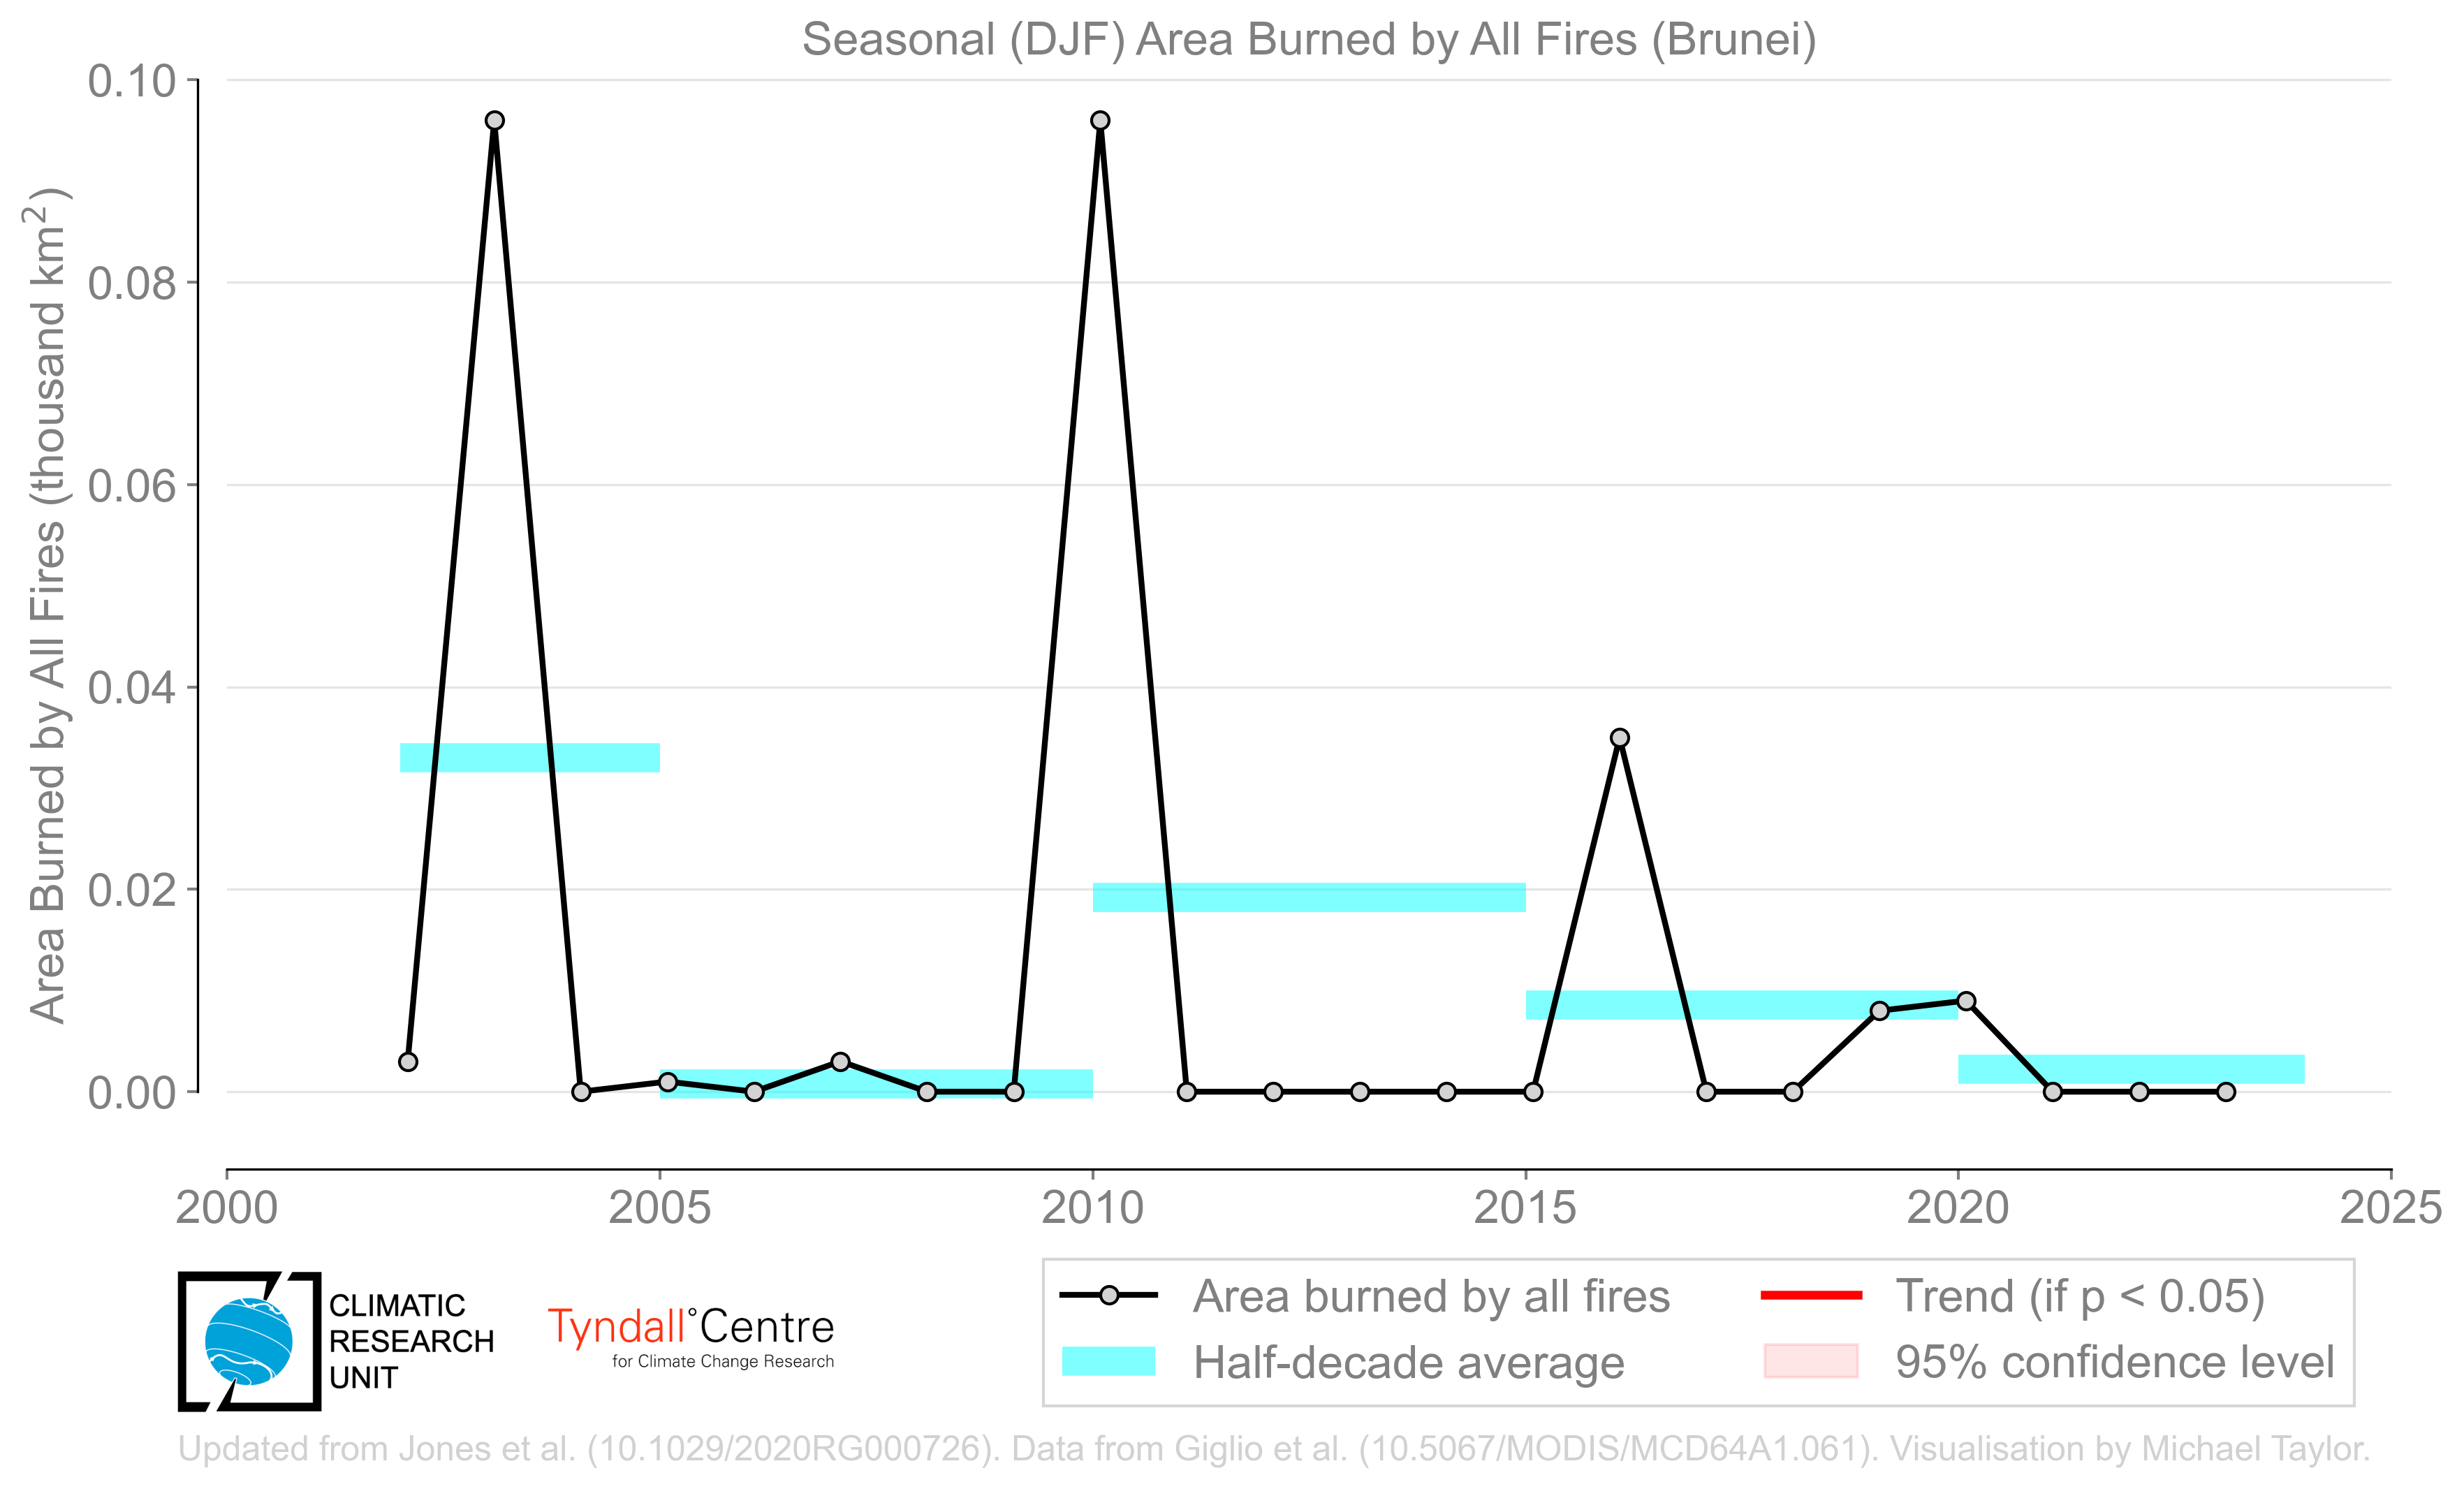 Seasonal (DJF) Area Burned by All Fires (Brunei)
Area Burned by All Fires (thousand km²)
0.10
0.08
0.06
0.04
0.02
0.00
2000 2005 2010 2015 2020 2025
CLIMATIC
RESEARCH
UNIT
Tyndall°Centre
for Climate Change Research
Area burned by all fires
Half-decade average
Trend (if p < 0.05)
95% confidence level
Updated from Jones et al. (10.1029/2020RG000726). Data from Giglio et al. (10.5067/MODIS/MCD64A1.061). Visualisation by Michael Taylor.